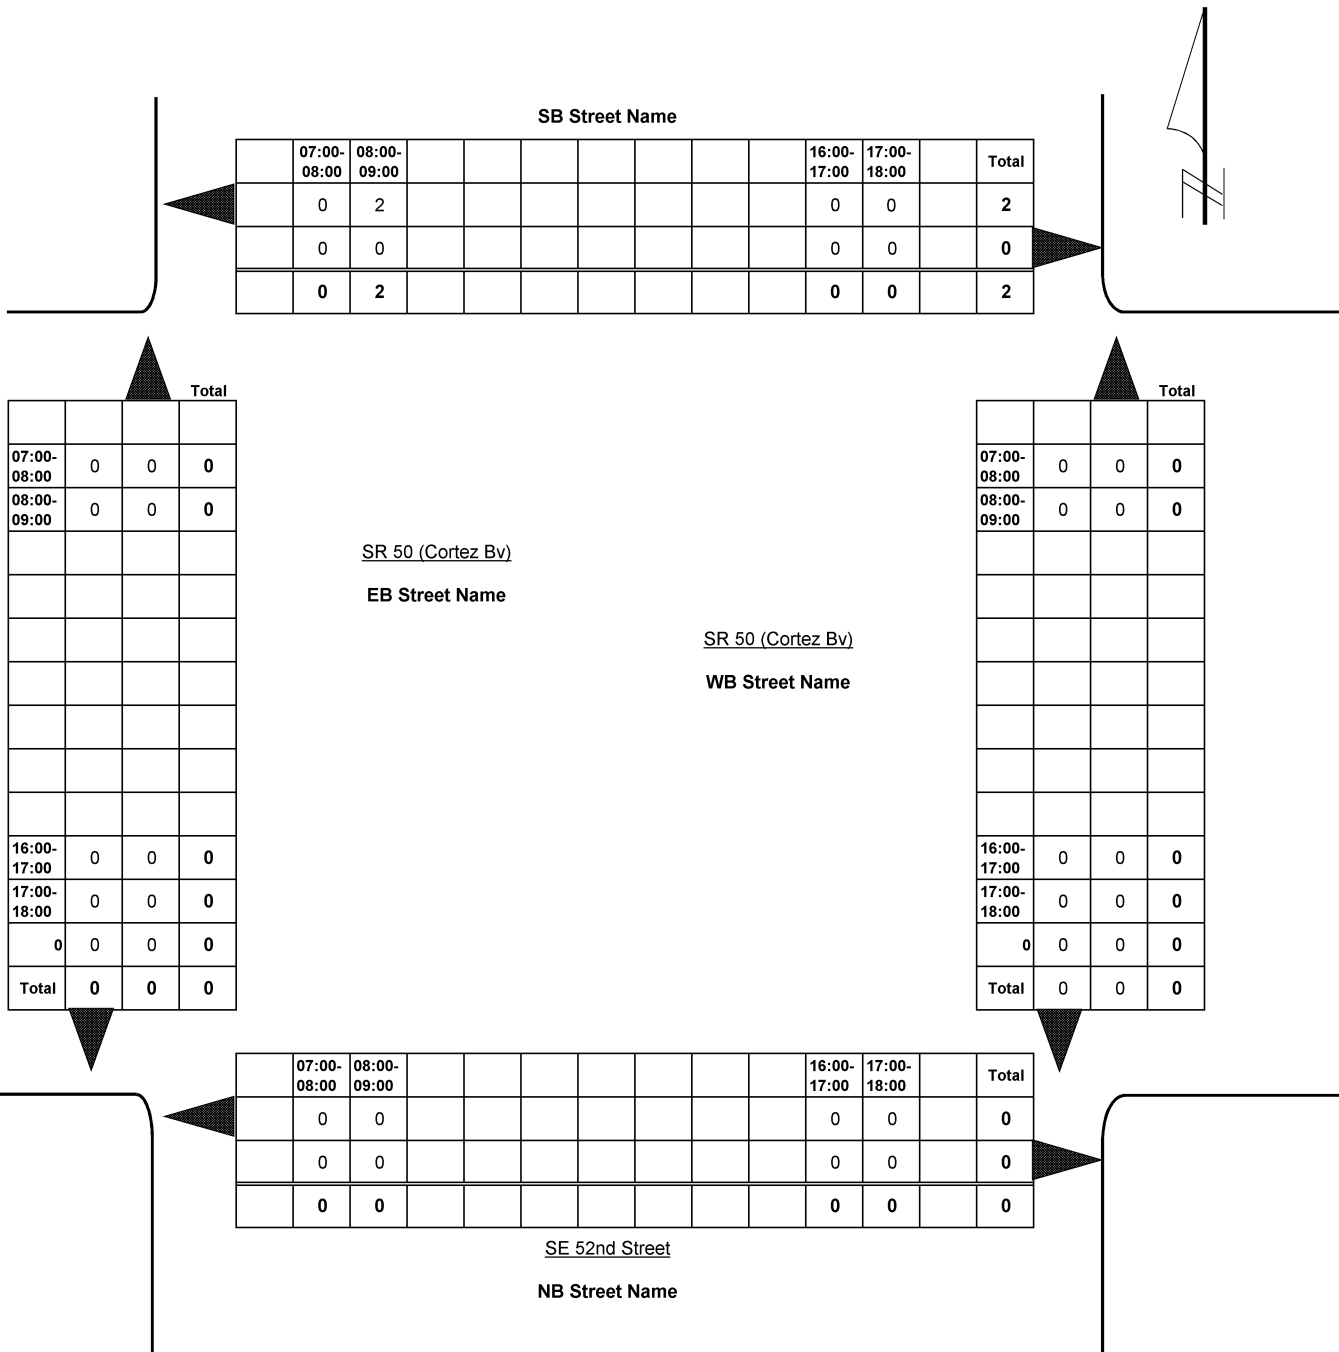 SB Street Name
07:00-08:00 08:00-09:00 16:00-17:00 17:00-18:00 Total
0 2 0 0 2
0 0 0 0 0
0 2 0 0 2
Total
07:00-08:00 0 0 0
08:00-09:00 0 0 0
16:00-17:00 0 0 0
17:00-18:00 0 0 0
0 0 0 0
Total 0 0 0
SR 50 (Cortez Bv)
EB Street Name
SR 50 (Cortez Bv)
WB Street Name
Total
07:00-08:00 0 0 0
08:00-09:00 0 0 0
16:00-17:00 0 0 0
17:00-18:00 0 0 0
0 0 0 0
Total 0 0 0
07:00-08:00 08:00-09:00 16:00-17:00 17:00-18:00 Total
0 0 0 0 0
0 0 0 0 0
0 0 0 0 0
SE 52nd Street
NB Street Name